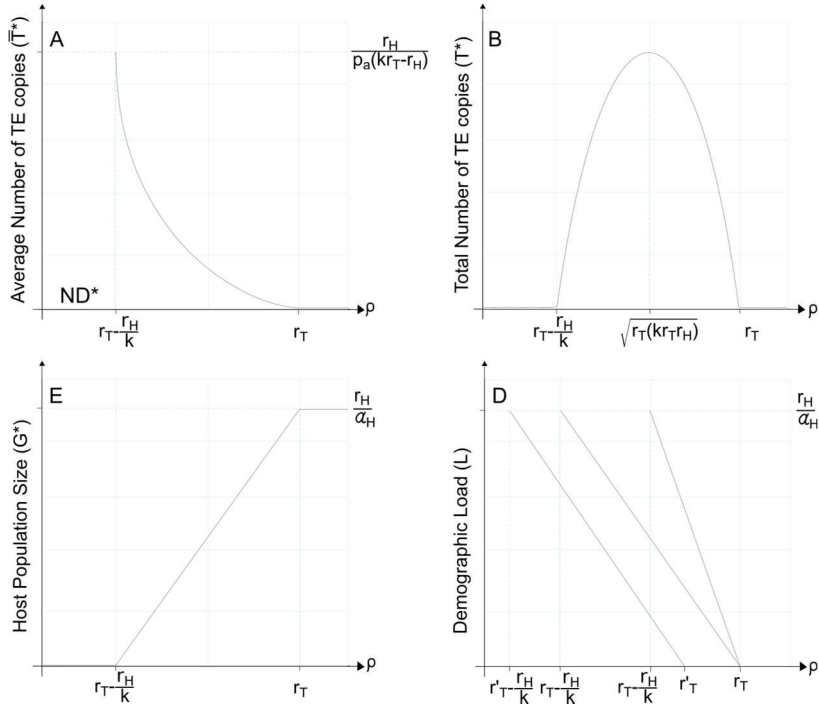 A
Average Number of TE copies (T̅*)
r_H
p_a(kr_T-r_H)
ND*
r_T-r_H/k
r_T
ρ
B
Total Number of TE copies (T*)
r_T-r_H/k
√r_T(kr_Tr_H)
r_T
ρ
E
Host Population Size (G*)
r_H
α_H
r_T-r_H/k
r_T
ρ
D
Demographic Load (L)
r_H
α_H
r'_T-r_H/k
r_T-r_H/k
r_T-r_H/k
r'_T
r_T
ρ